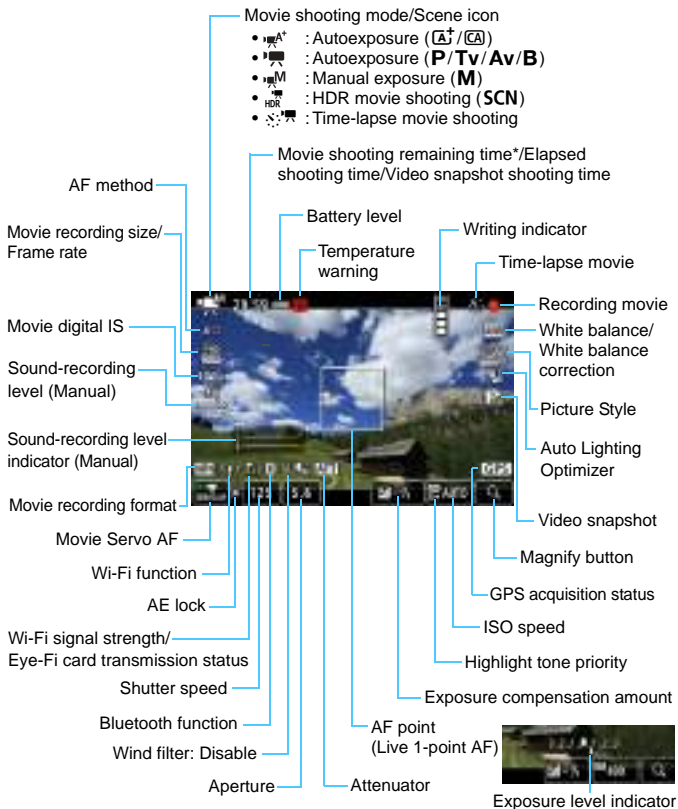 Movie shooting mode/Scene icon
• A+ : Autoexposure (A+/CA)
• : Autoexposure (P/Tv/Av/B)
• M : Manual exposure (M)
• HDR : HDR movie shooting (SCN)
• : Time-lapse movie shooting
Movie shooting remaining time*/Elapsed
shooting time/Video snapshot shooting time
AF method
Battery level
Writing indicator
Movie recording size/
Frame rate
Temperature
warning
Time-lapse movie
Recording movie
Movie digital IS
White balance/
White balance
correction
Sound-recording
level (Manual)
Picture Style
Sound-recording level
indicator (Manual)
Auto Lighting
Optimizer
Movie recording format
125
5.6
Video snapshot
Movie Servo AF
Magnify button
Wi-Fi function
GPS acquisition status
AE lock
ISO speed
Wi-Fi signal strength/
Eye-Fi card transmission status
Highlight tone priority
Shutter speed
Exposure compensation amount
Bluetooth function
AF point
(Live 1-point AF)
Wind filter: Disable
Aperture
Attenuator
Exposure level indicator